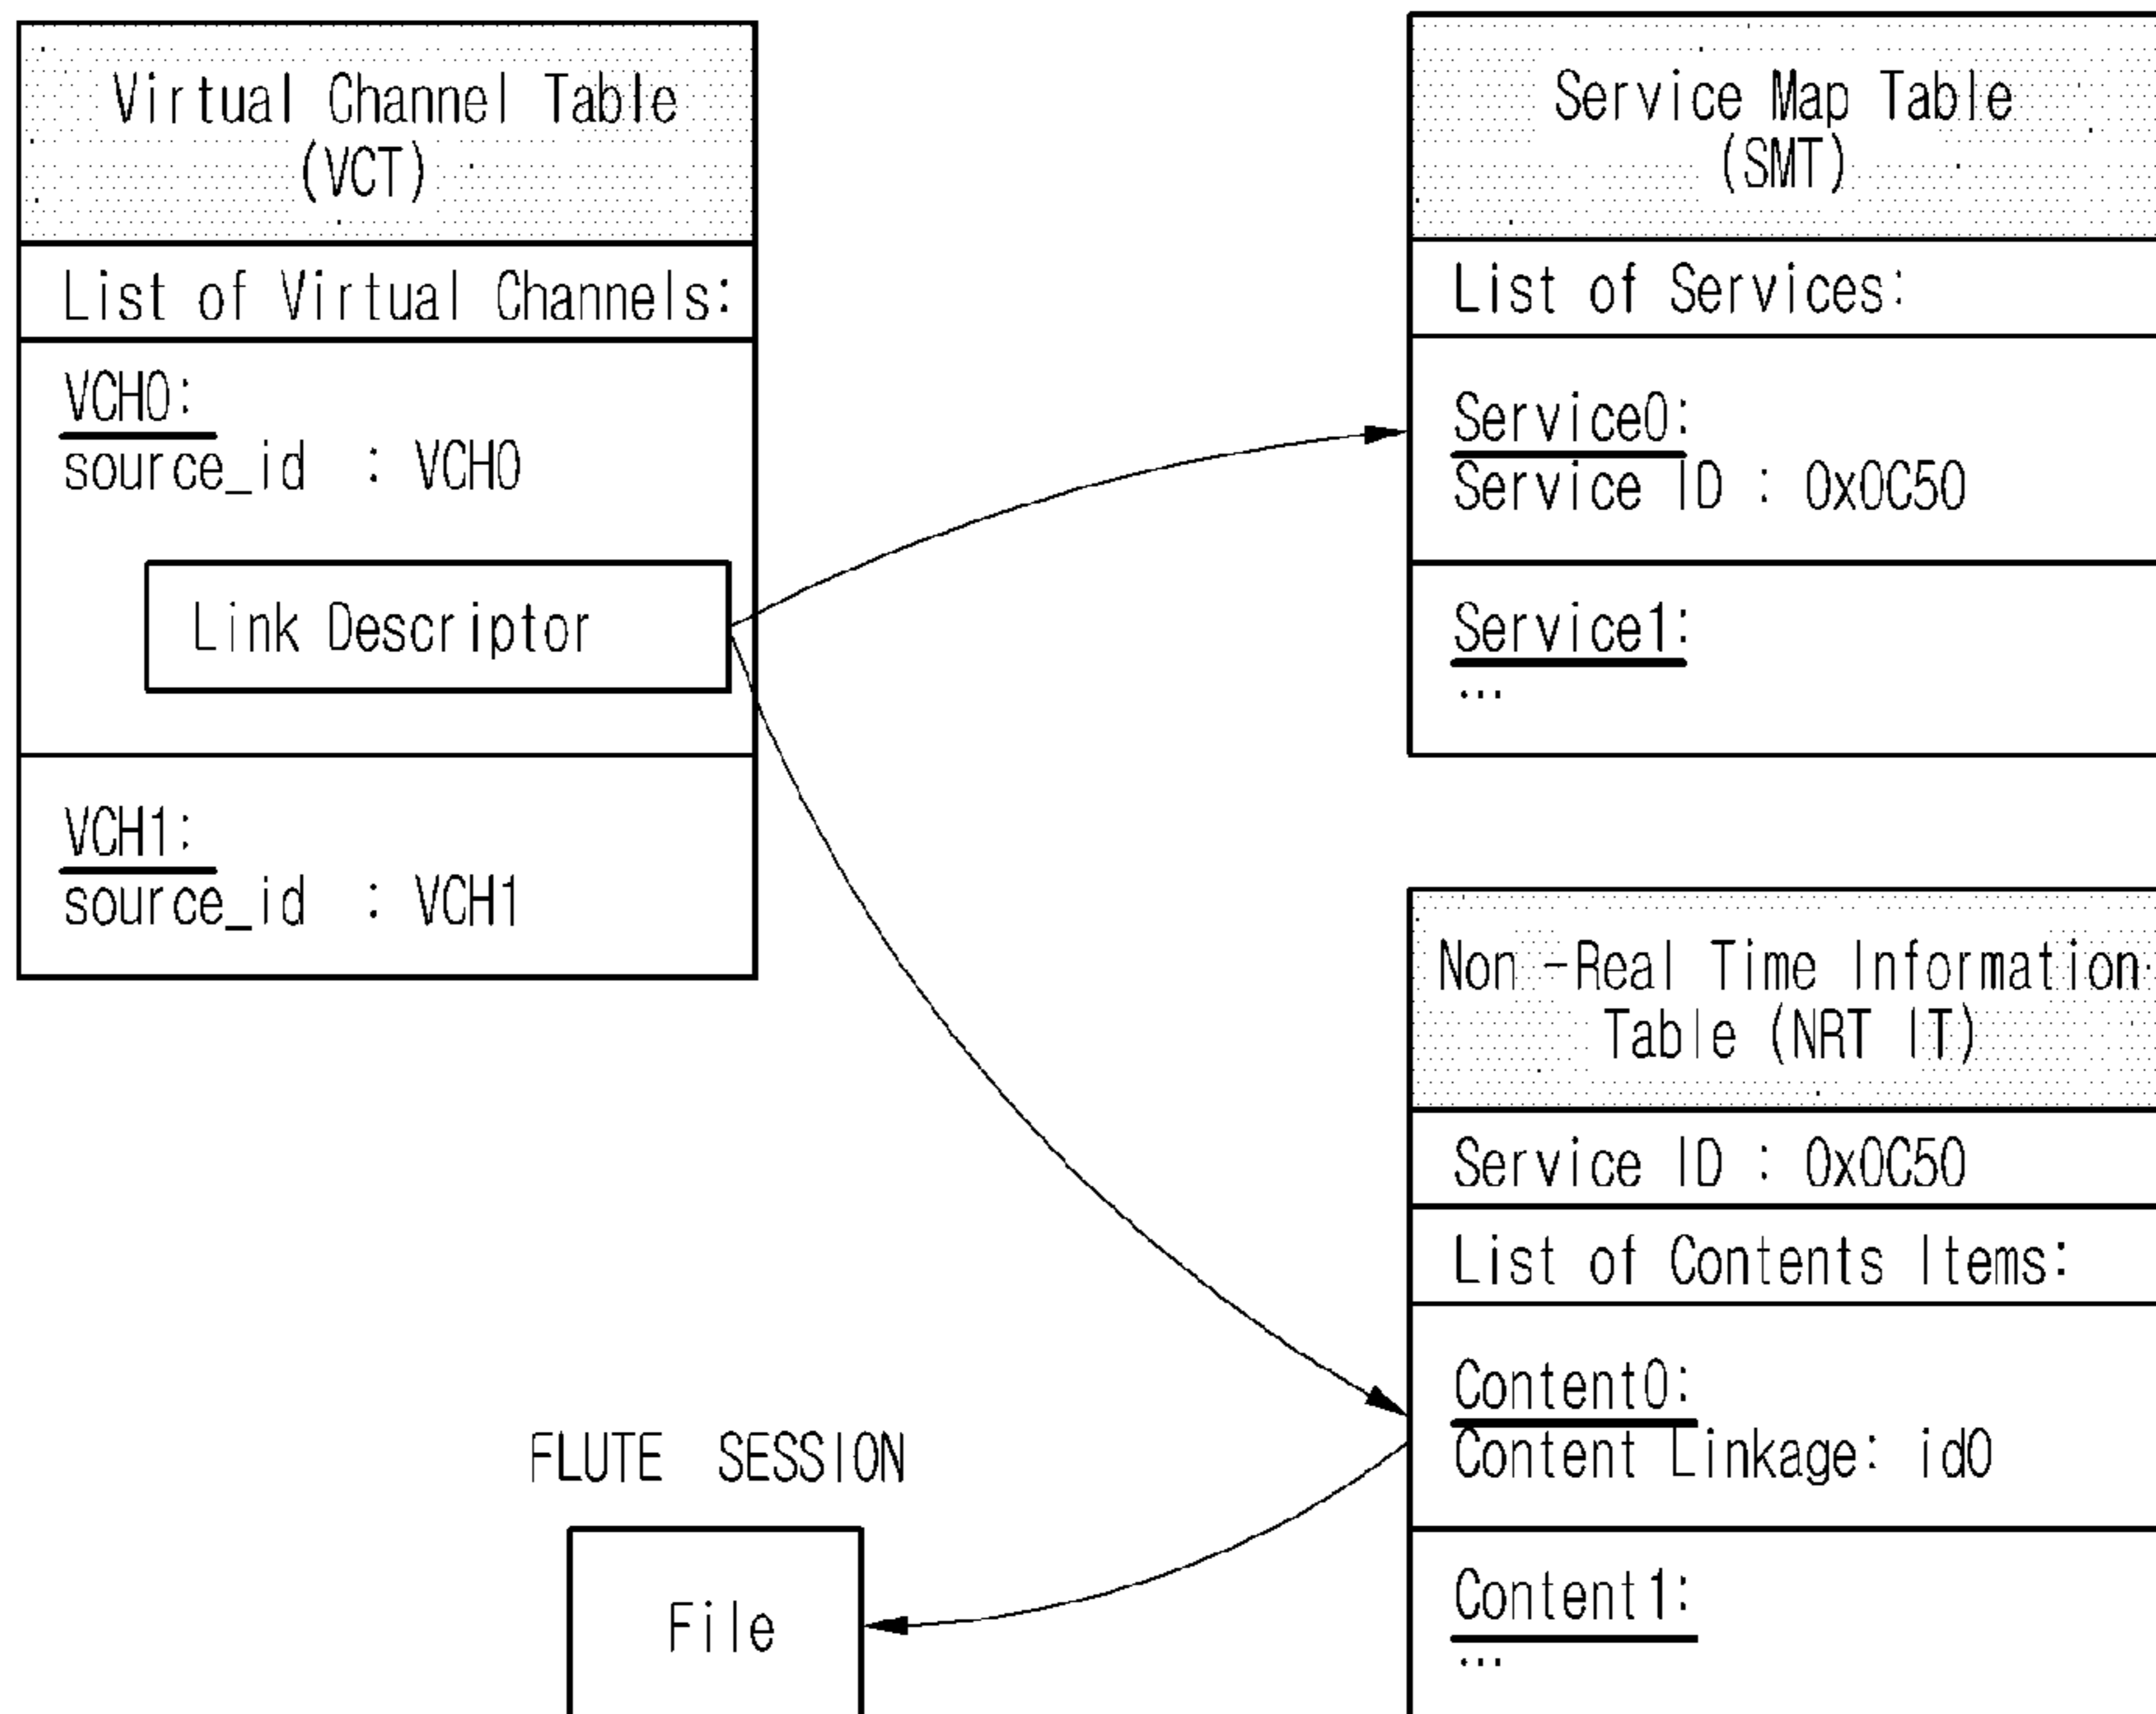 Virtual Channel Table
(VCT)
List of Virtual Channels:
VCH0:
source_id : VCH0
Link Descriptor
VCH1:
source_id : VCH1
Service Map Table
(SMT)
List of Services:
Service0:
Service ID : 0x0C50
Service1:
...
Non-Real Time Information
Table (NRT IT)
Service ID : 0x0C50
List of Contents Items:
Content0:
Content Linkage: id0
Content1:
...
FLUTE SESSION
File